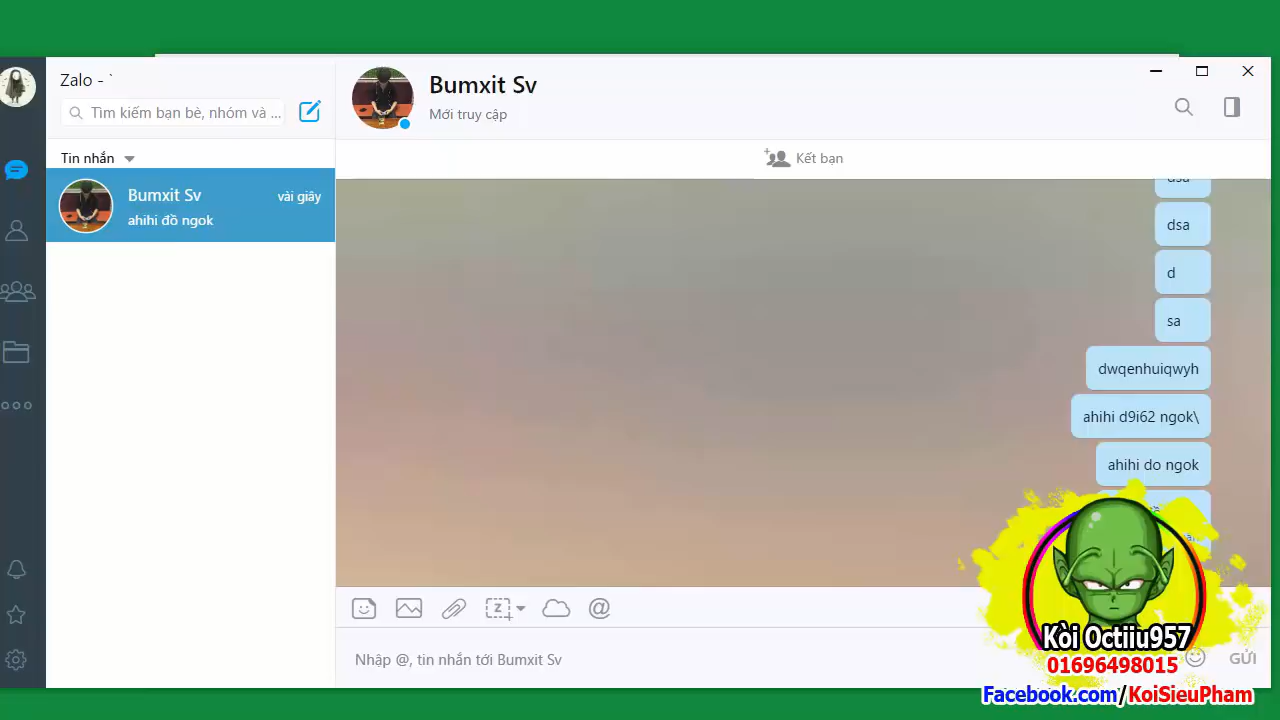 Zalo - `
Tìm kiếm bạn bè, nhóm và ...
Tin nhắn
Bumxit Sv
vài giây
ahihi đồ ngok
Bumxit Sv
Mới truy cập
Kết bạn
dsa
dsa
d
sa
dwqenhuiqwyh
ahihi d9i62 ngok\
ahihi do ngok
Nhập @, tin nhắn tới Bumxit Sv
GỬI
Kòi Octiiu957
01696498015
Facebook.com/KoiSieuPham